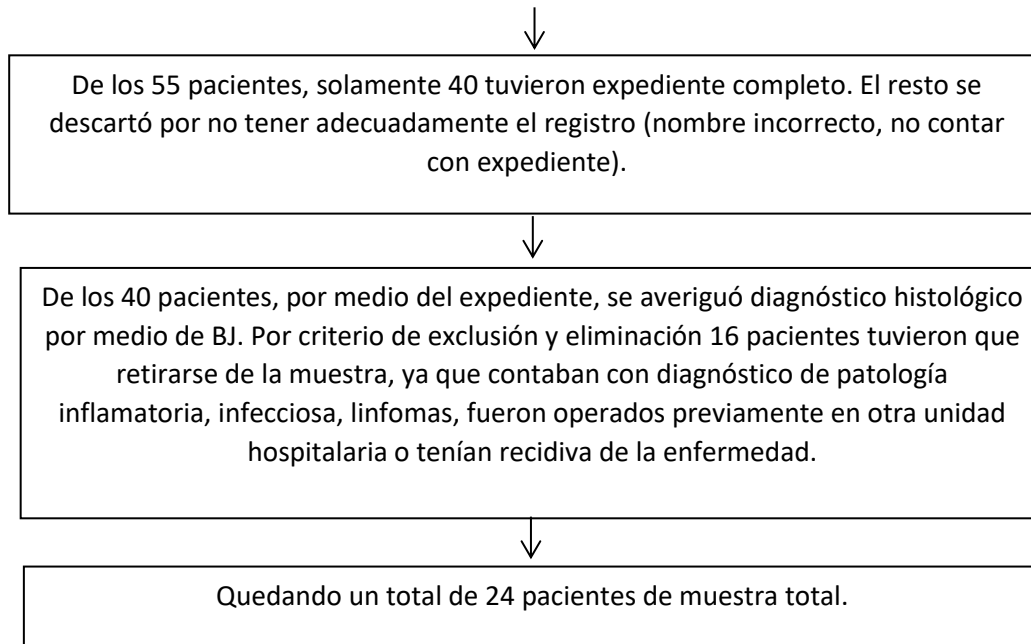 De los 55 pacientes, solamente 40 tuvieron expediente completo. El resto se
descartó por no tener adecuadamente el registro (nombre incorrecto, no contar
con expediente).
De los 40 pacientes, por medio del expediente, se averiguó diagnóstico histológico
por medio de BJ. Por criterio de exclusión y eliminación 16 pacientes tuvieron que
retirarse de la muestra, ya que contaban con diagnóstico de patología
inflamatoria, infecciosa, linfomas, fueron operados previamente en otra unidad
hospitalaria o tenían recidiva de la enfermedad.
Quedando un total de 24 pacientes de muestra total.